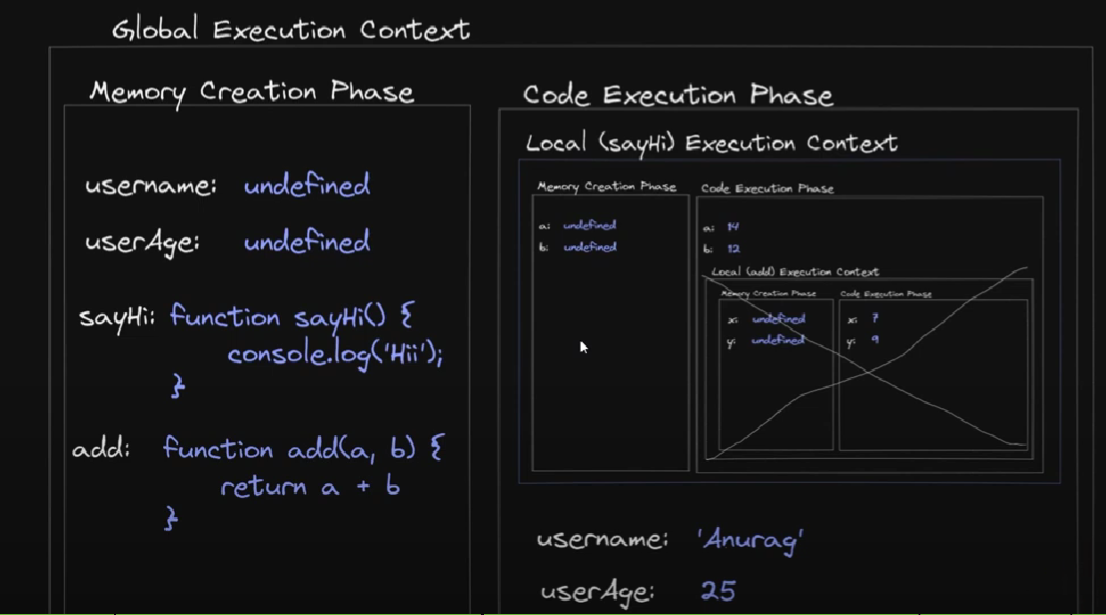 Global Execution Context
Memory Creation Phase
username: undefined
userAge: undefined
sayHi: function sayHi() {
console.log('Hii');
}
add: function add(a, b) {
return a + b
}
Code Execution Phase
Local (sayHi) Execution Context
Memory Creation Phase
a: undefined
b: undefined
Code Execution Phase
a: 14
b: 12
Local (add) Execution Context
Memory Creation Phase
x: undefined
y: undefined
Code Execution Phase
x: 7
y: 9
username: 'Anurag'
userAge: 25